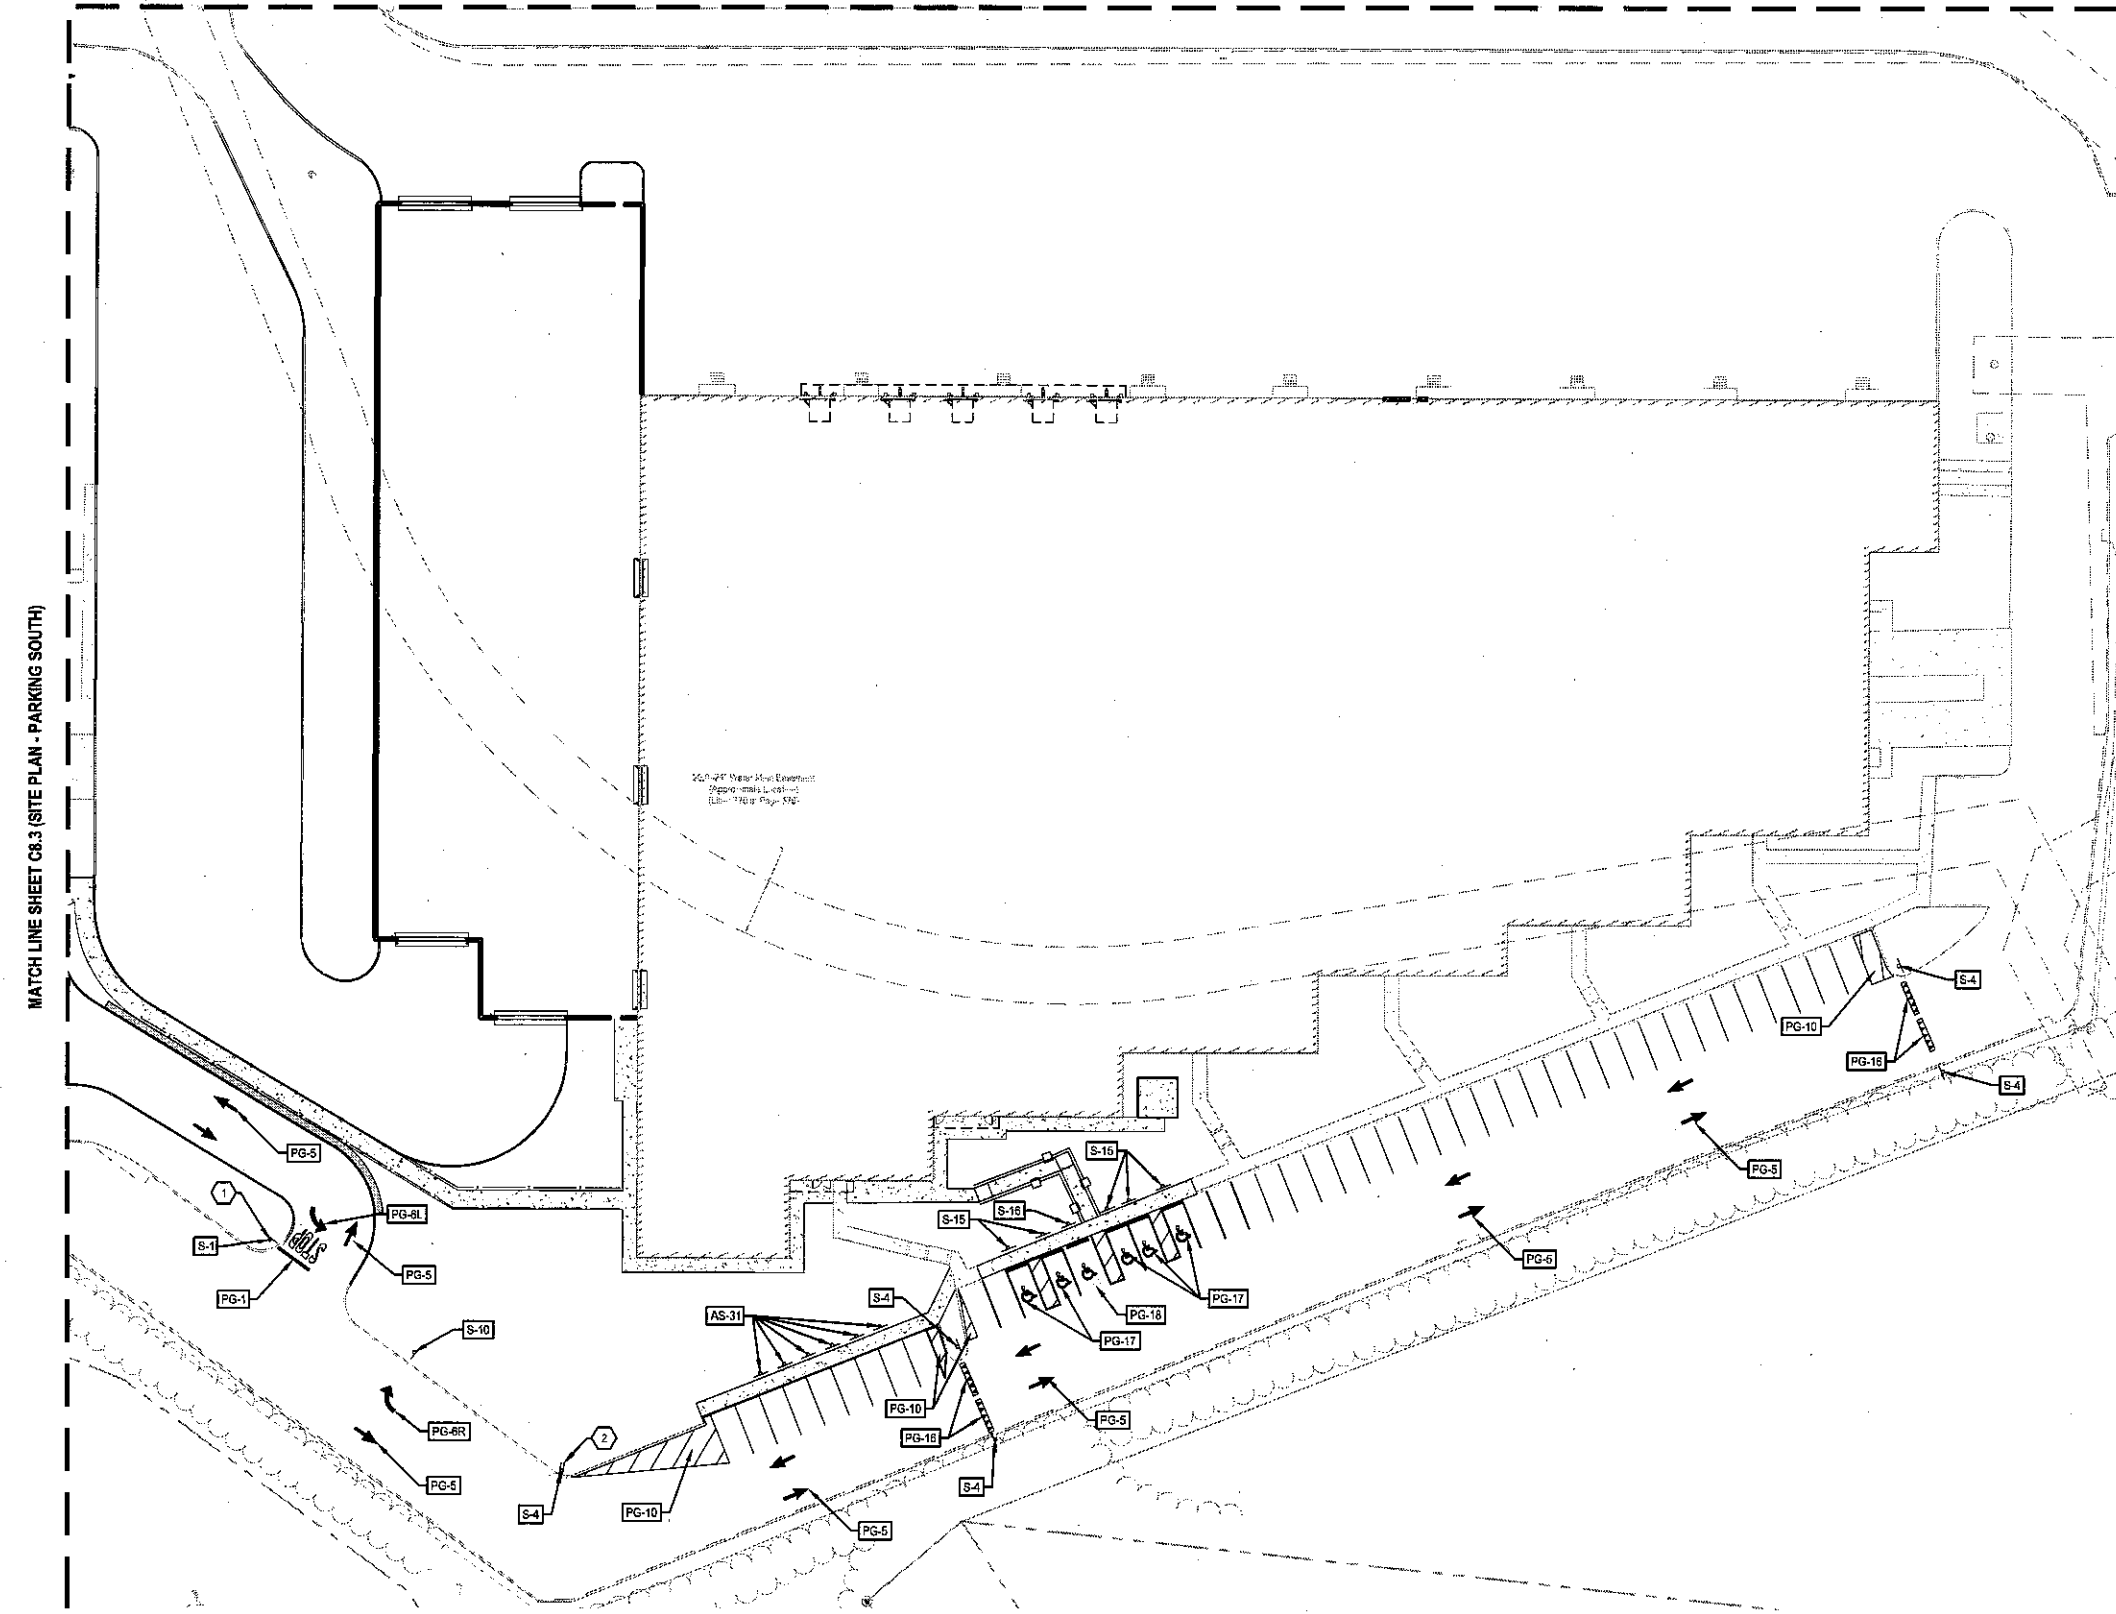 MATCH LINE SHEET C8.3 (SITE PLAN - PARKING SOUTH)
S-4
PG-10
PG-16
S-4
PG-5
S-15
PG-5
1
PG-6L
S-16
S-15
S-1
STOP
PG-5
PG-5
PG-1
S-4
PG-17
AS-31
PG-18
S-10
PG-17
PG-10
PG-5
PG-6R
2
PG-16
PG-5
S-4
S-4
PG-10
PG-5